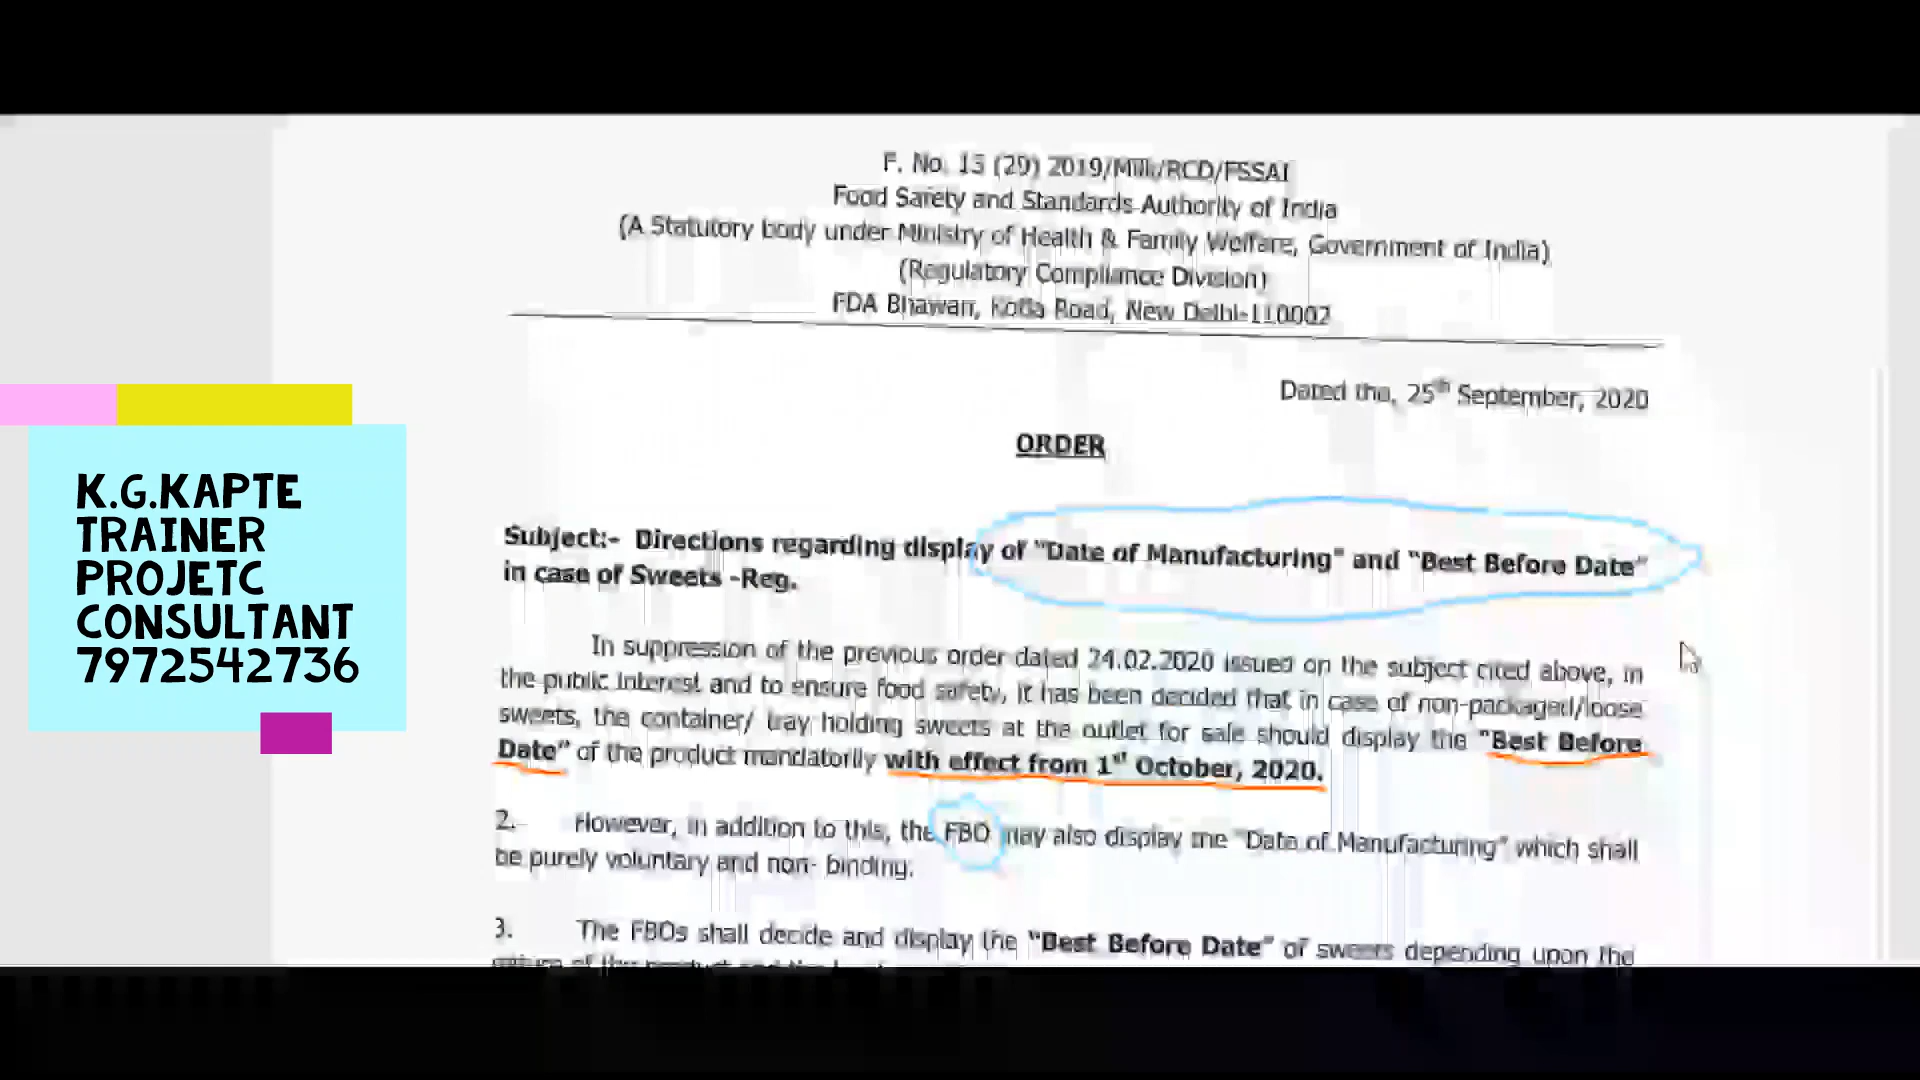 F. No. 15 (29) 2019/Milk/RCD/FSSAI
Food Safety and Standards Authority of India
(A Statutory body under Ministry of Health & Family Welfare, Government of India)
(Regulatory Compliance Division)
FDA Bhawan, Kotla Road, New Delhi-110002
Dated the, 25th September, 2020
ORDER
Subject:- Directions regarding display of "Date of Manufacturing" and "Best Before Date"
in case of Sweets -Reg.
In suppression of the previous order dated 24.02.2020 issued on the subject cited above, in
the public interest and to ensure food safety, it has been decided that in case of non-packaged/loose
sweets, the container/ tray holding sweets at the outlet for sale should display the "Best Before
Date" of the product mandatorily with effect from 1st October, 2020.
2. However, in addition to this, the FBO may also display the "Date of Manufacturing" which shall
be purely voluntary and non- binding.
3. The FBOs shall decide and display the "Best Before Date" of sweets depending upon the
K.G.KAPTE
TRAINER
PROJETC
CONSULTANT
7972542736